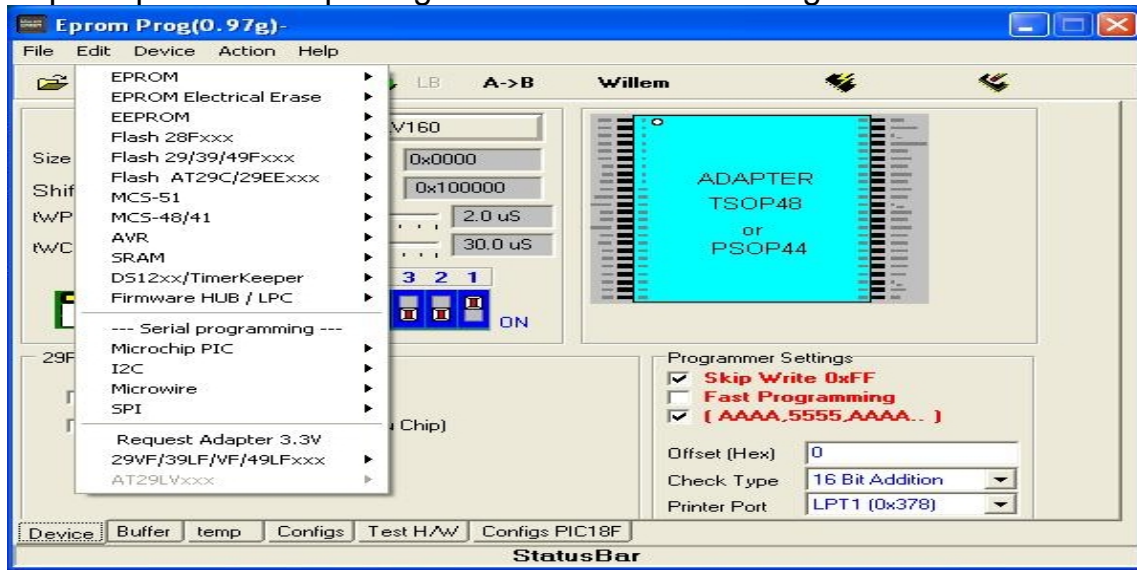 Eprom Prog(0.97g)-
File Edit Device Action Help
LB A->B Willem
EPROM
EPROM Electrical Erase
EEPROM
Flash 28Fxxx
Flash 29/39/49Fxxx
Flash AT29C/29EExxx
MCS-51
MCS-48/41
AVR
SRAM
DS12xx/TimerKeeper
Firmware HUB / LPC
--- Serial programming ---
Microchip PIC
I2C
Microwire
SPI
Request Adapter 3.3V
29VF/39LF/VF/49LFxxx
AT29LVxxx
V160
Size 0x0000
Shif 0x100000
tWP 2.0 uS
tWC 30.0 uS
3 2 1
ON
ADAPTER
TSOP48
or
PSOP44
29F
Chip)
Programmer Settings
Skip Write 0xFF
Fast Programming
( AAAA,5555,AAAA.. )
Offset (Hex) 0
Check Type 16 Bit Addition
Printer Port LPT1 (0x378)
Device Buffer temp Configs Test H/W Configs PIC18F
StatusBar